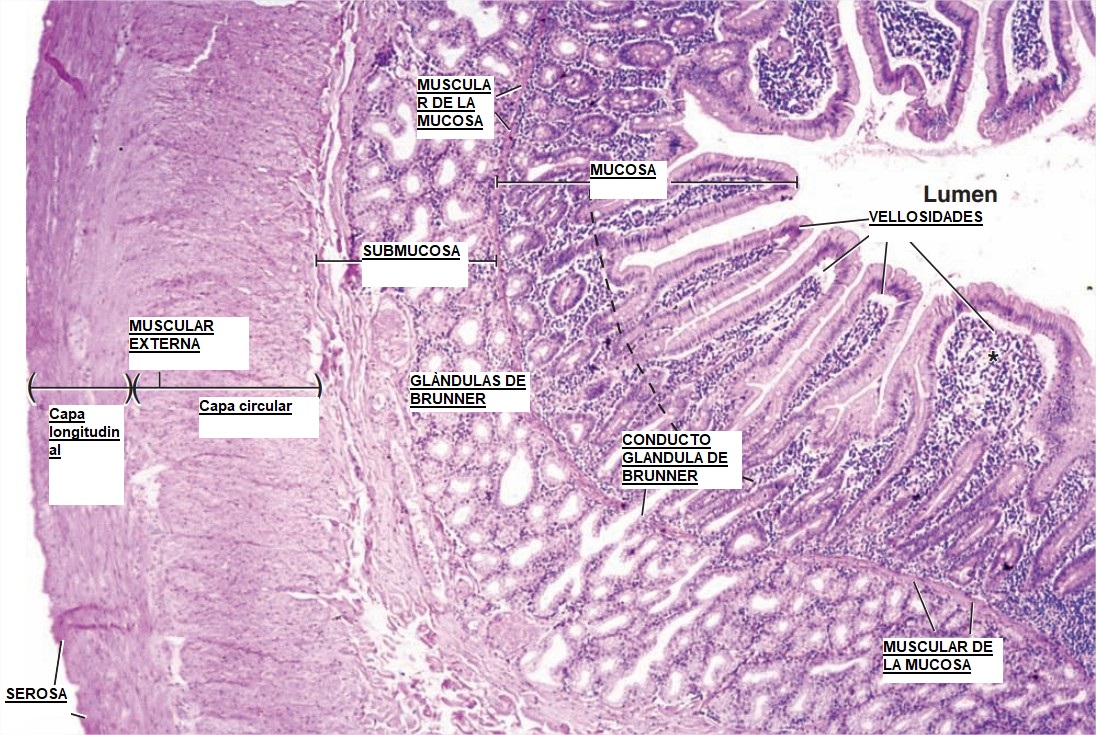 MUSCULA
R DE LA
MUCOSA
MUCOSA
Lumen
VELLOSIDADES
SUBMUCOSA
MUSCULAR
EXTERNA
GLÀNDULAS DE
BRUNNER
Capa
longitudin
al
Capa circular
*
CONDUCTO
GLANDULA DE
BRUNNER
MUSCULAR DE
LA MUCOSA
SEROSA